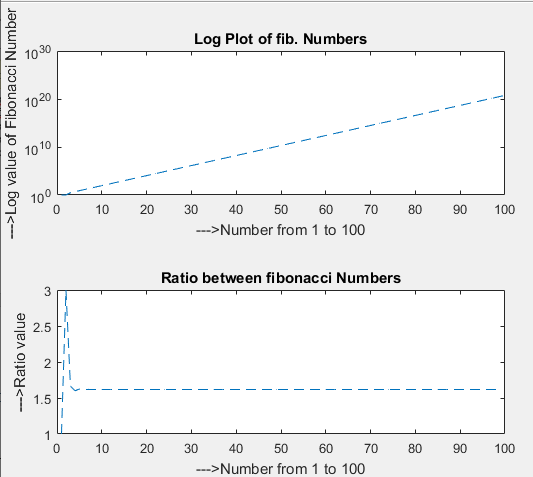 Log Plot of fib. Numbers
--->Log value of Fibonacci Number
10^30
10^20
10^10
10^0
0 10 20 30 40 50 60 70 80 90 100
--->Number from 1 to 100
Ratio between fibonacci Numbers
--->Ratio value
3
2.5
2
1.5
1
0 10 20 30 40 50 60 70 80 90 100
--->Number from 1 to 100